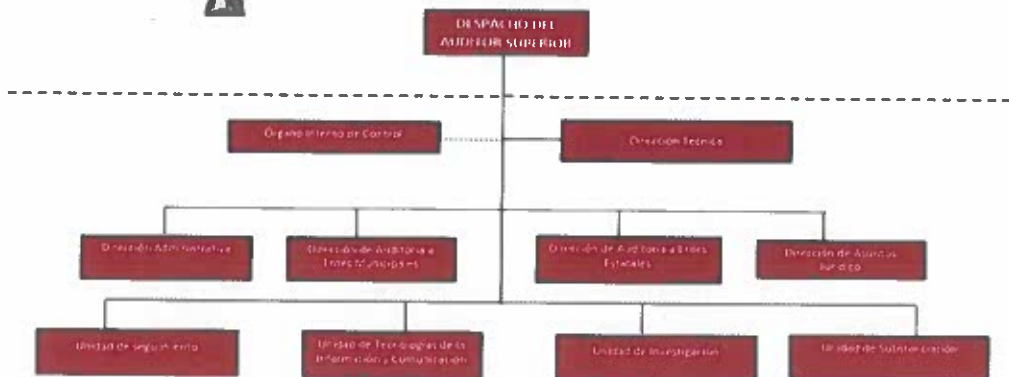 DESPACHO DEL
AUDITOR SUPERIOR
Órgano Interno de Control
Dirección Técnica
Dirección Administrativa
Dirección de Auditoría a
Entes Municipales
Dirección de Auditoría a Entes
Estatales
Dirección de Asuntos
Jurídico
Unidad de seguimiento
Unidad de Tecnologías de la
Información y Comunicación
Unidad de Investigación
Unidad de Substanciación